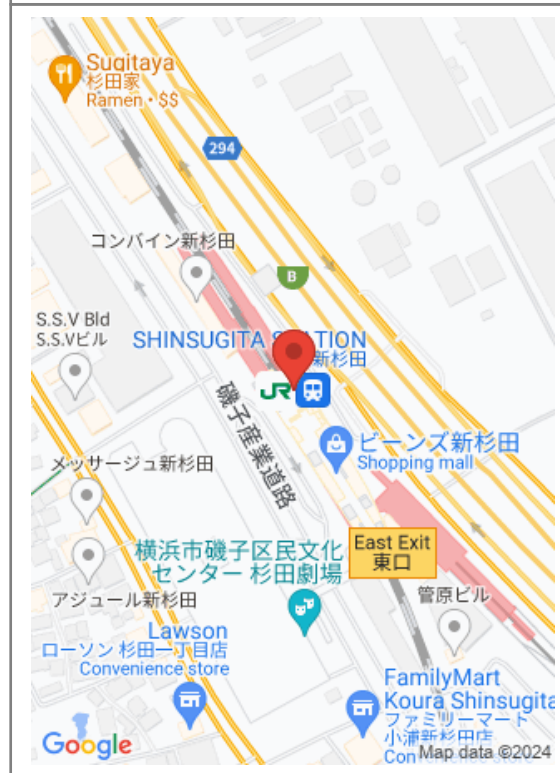 Sugitaya
杉田家
Ramen・$$
294
コンバイン新杉田
B
S.S.V Bld
S.S.Vビル
SHINSUGITA STATION
新杉田
JR
磯子産業道路
ビーンズ新杉田
Shopping mall
メッサージュ新杉田
横浜市磯子区民文化
センター 杉田劇場
East Exit
東口
アジュール新杉田
菅原ビル
Lawson
ローソン 杉田一丁目店
Convenience store
FamilyMart
Koura Shinsugita
ファミリーマート
小浦新杉田店
Google
Map data ©2024